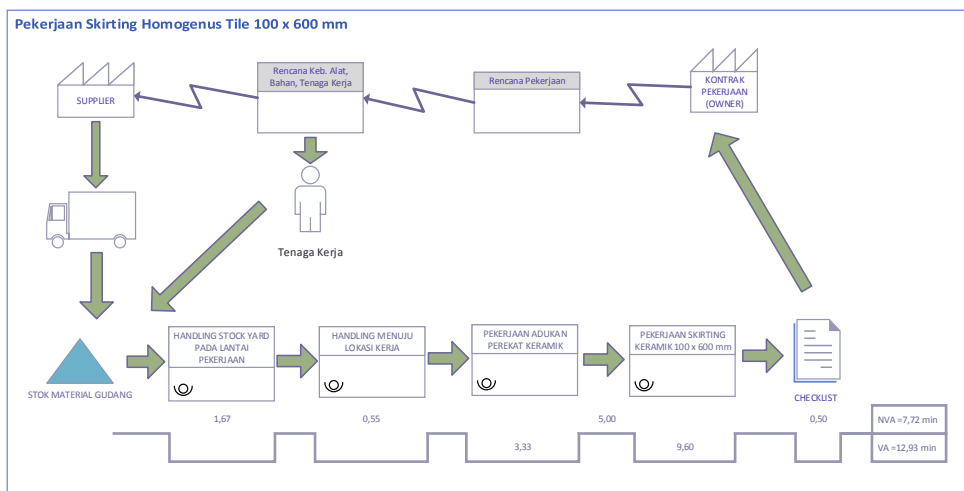 Pekerjaan Skirting Homogenus Tile 100 x 600 mm
SUPPLIER
Rencana Keb. Alat,
Bahan, Tenaga Kerja
Rencana Pekerjaan
KONTRAK
PEKERJAAN
(OWNER)
Tenaga Kerja
STOK MATERIAL GUDANG
HANDLING STOCK YARD
PADA LANTAI
PEKERJAAN
HANDLING MENUJU
LOKASI KERJA
PEKERJAAN ADUKAN
PEREKAT KERAMIK
PEKERJAAN SKIRTING
KERAMIK 100 x 600 mm
CHECKLIST
1,67
0,55
5,00
0,50
NVA =7,72 min
3,33
9,60
VA =12,93 min